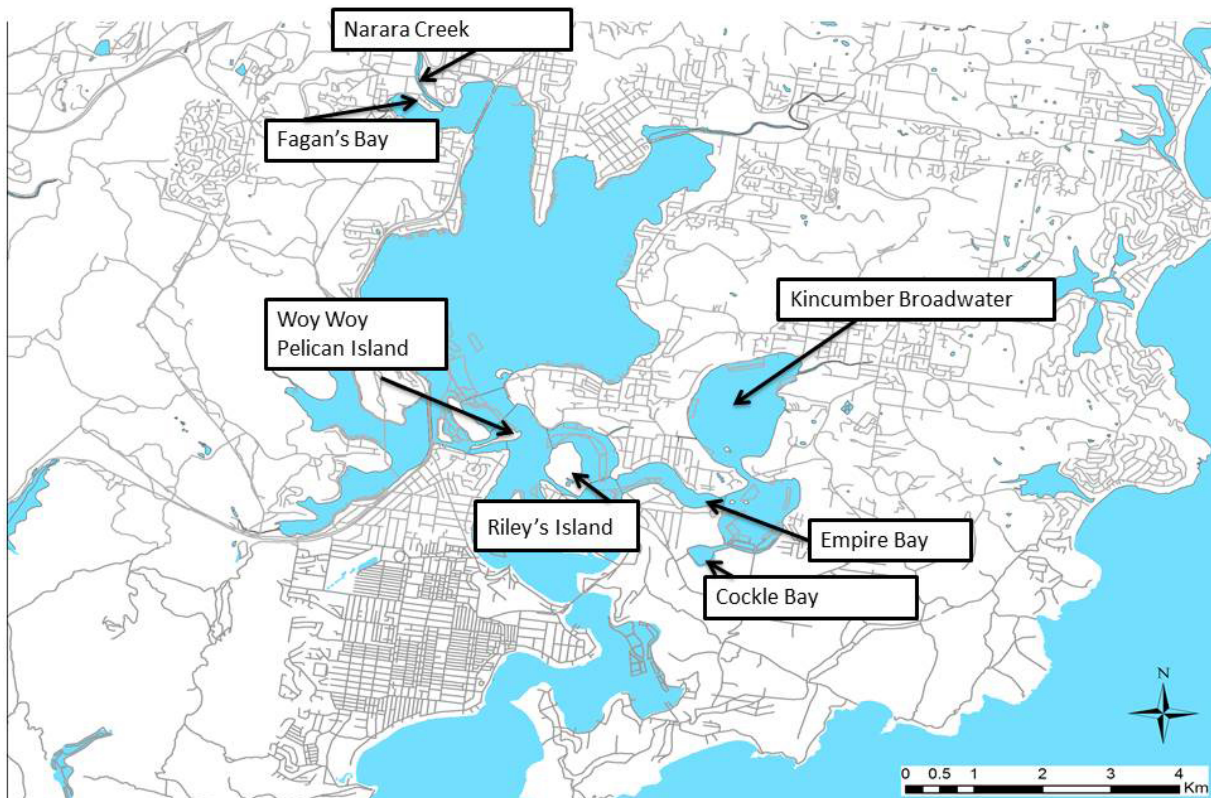 Narara Creek
Fagan's Bay
Kincumber Broadwater
Woy Woy
Pelican Island
Riley's Island
Empire Bay
Cockle Bay
N
0 0.5 1 2 3 4
Km